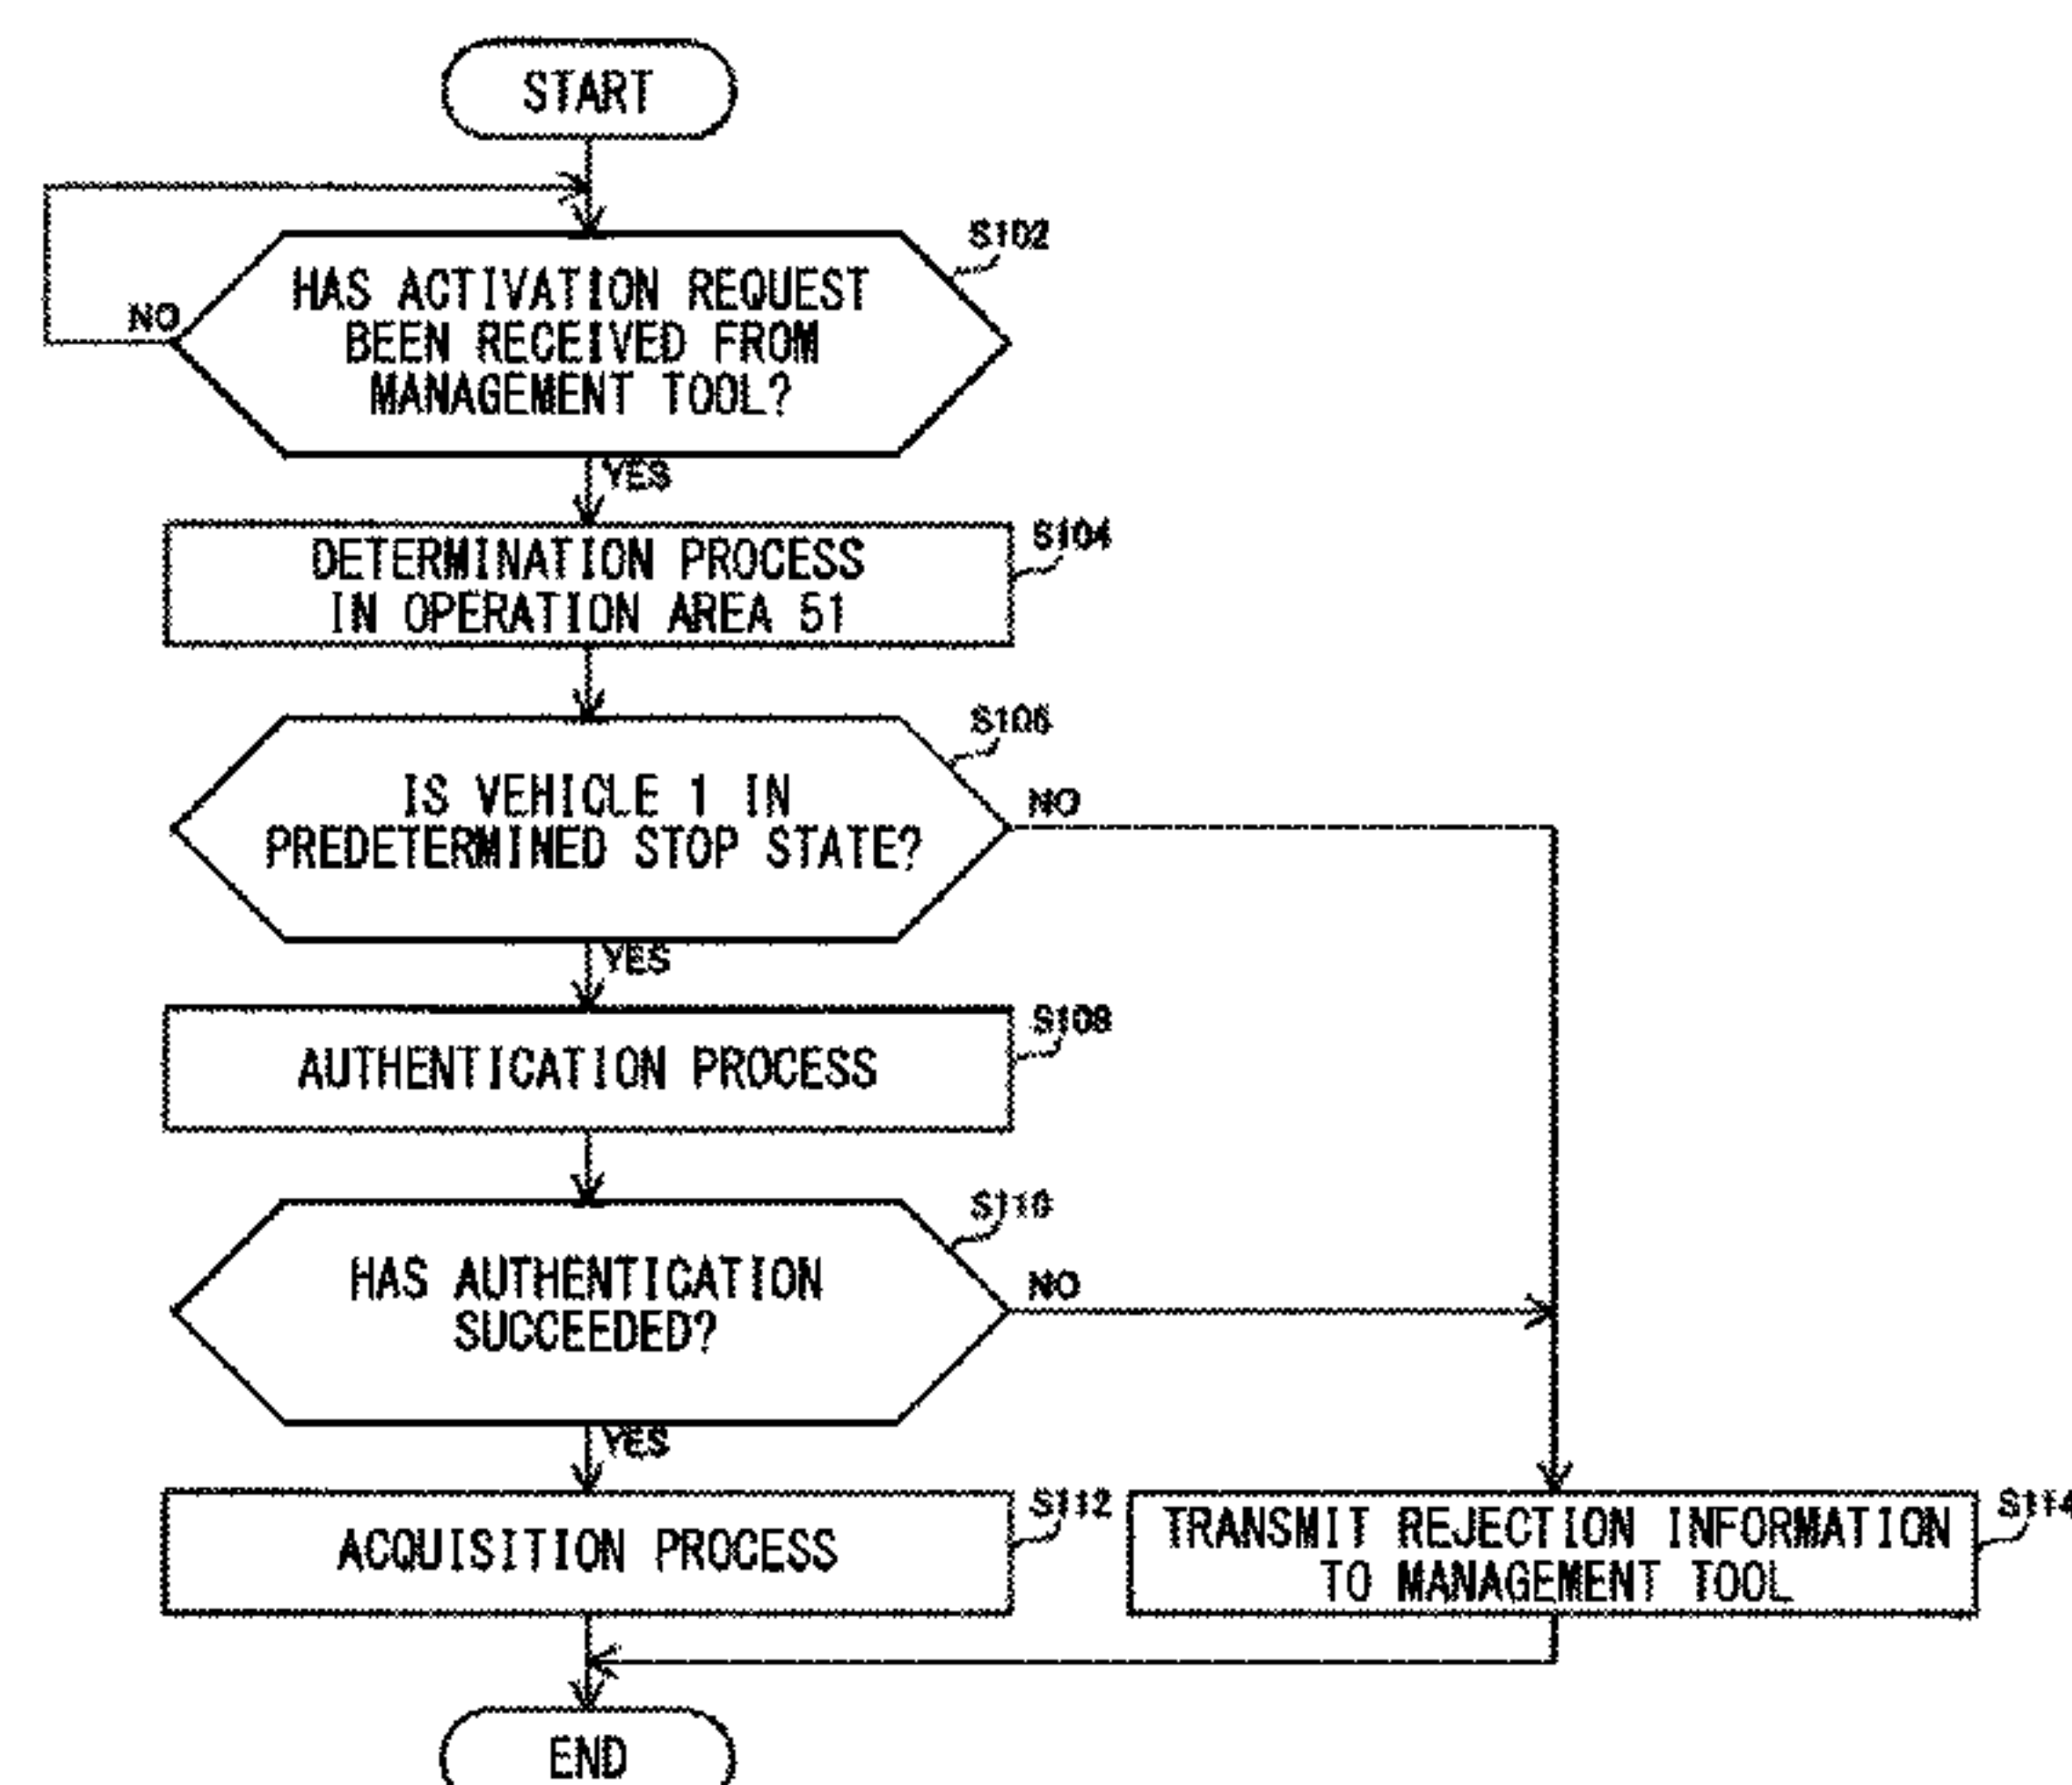 START
S102
HAS ACTIVATION REQUEST
BEEN RECEIVED FROM
MANAGEMENT TOOL?
NO
YES
S104
DETERMINATION PROCESS
IN OPERATION AREA 51
S106
IS VEHICLE 1 IN
PREDETERMINED STOP STATE?
NO
YES
S108
AUTHENTICATION PROCESS
S110
HAS AUTHENTICATION
SUCCEEDED?
NO
YES
S112
ACQUISITION PROCESS
S114
TRANSMIT REJECTION INFORMATION
TO MANAGEMENT TOOL
END